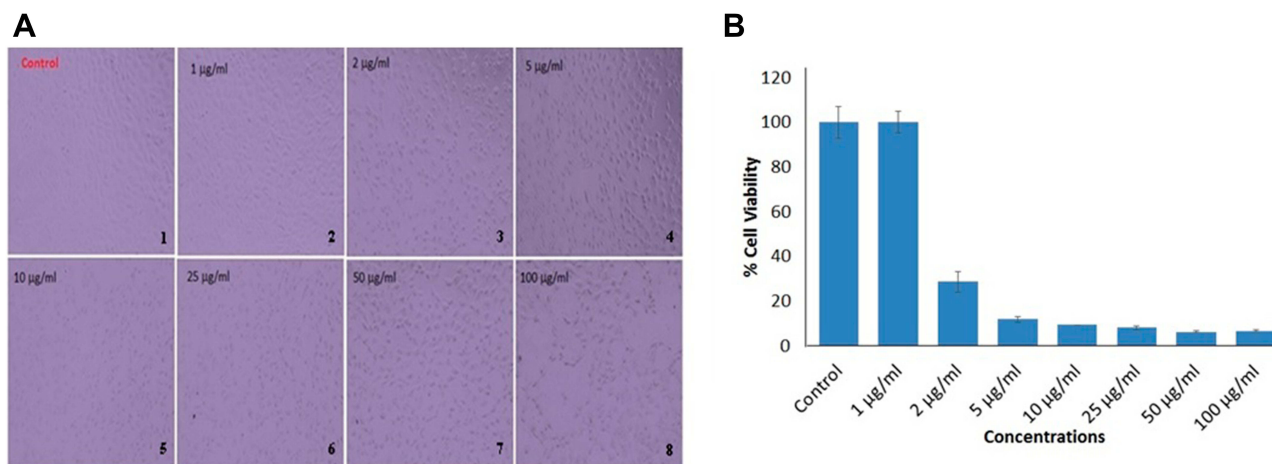 A
Control
1 µg/ml
2 µg/ml
5 µg/ml
1
2
3
4
10 µg/ml
25 µg/ml
50 µg/ml
100 µg/ml
5
6
7
8
B
% Cell Viability
120
100
80
60
40
20
0
Control
1 µg/ml
2 µg/ml
5 µg/ml
10 µg/ml
25 µg/ml
50 µg/ml
100 µg/ml
Concentrations